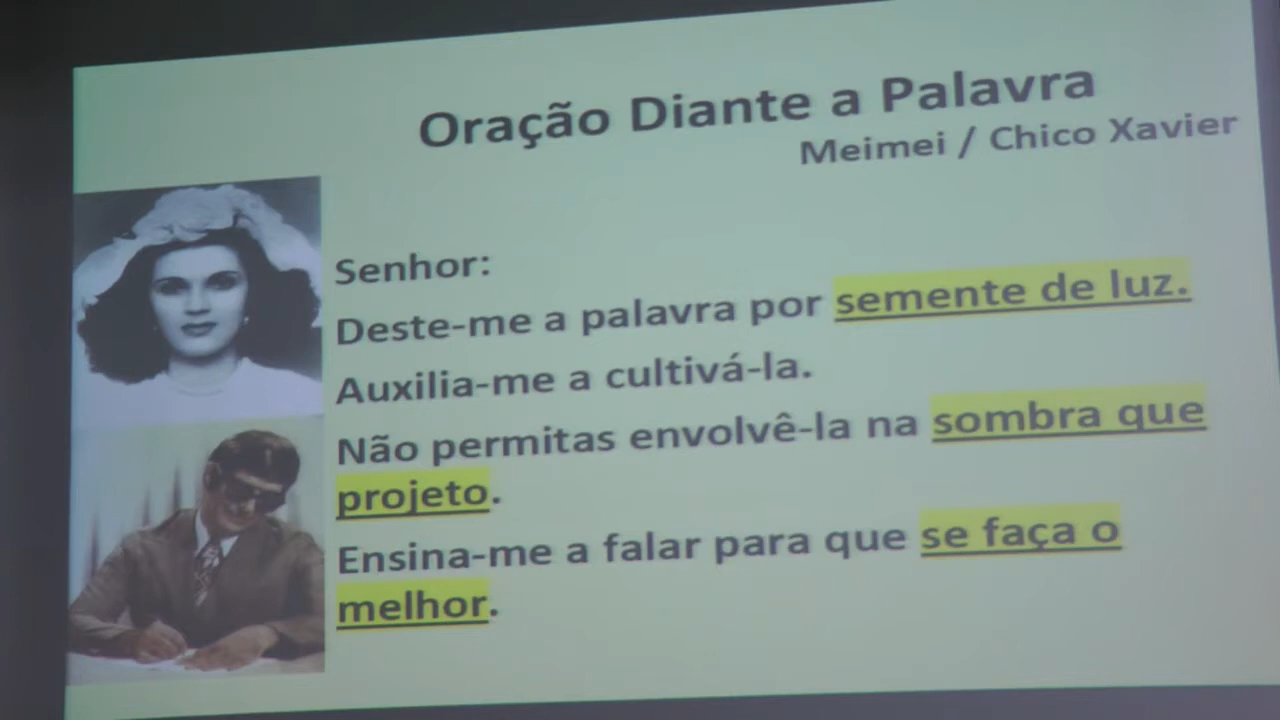 Oração Diante a Palavra
Meimei / Chico Xavier
Senhor:
Deste-me a palavra por semente de luz.
Auxilia-me a cultivá-la.
Não permitas envolvê-la na sombra que
projeto.
Ensina-me a falar para que se faça o
melhor.